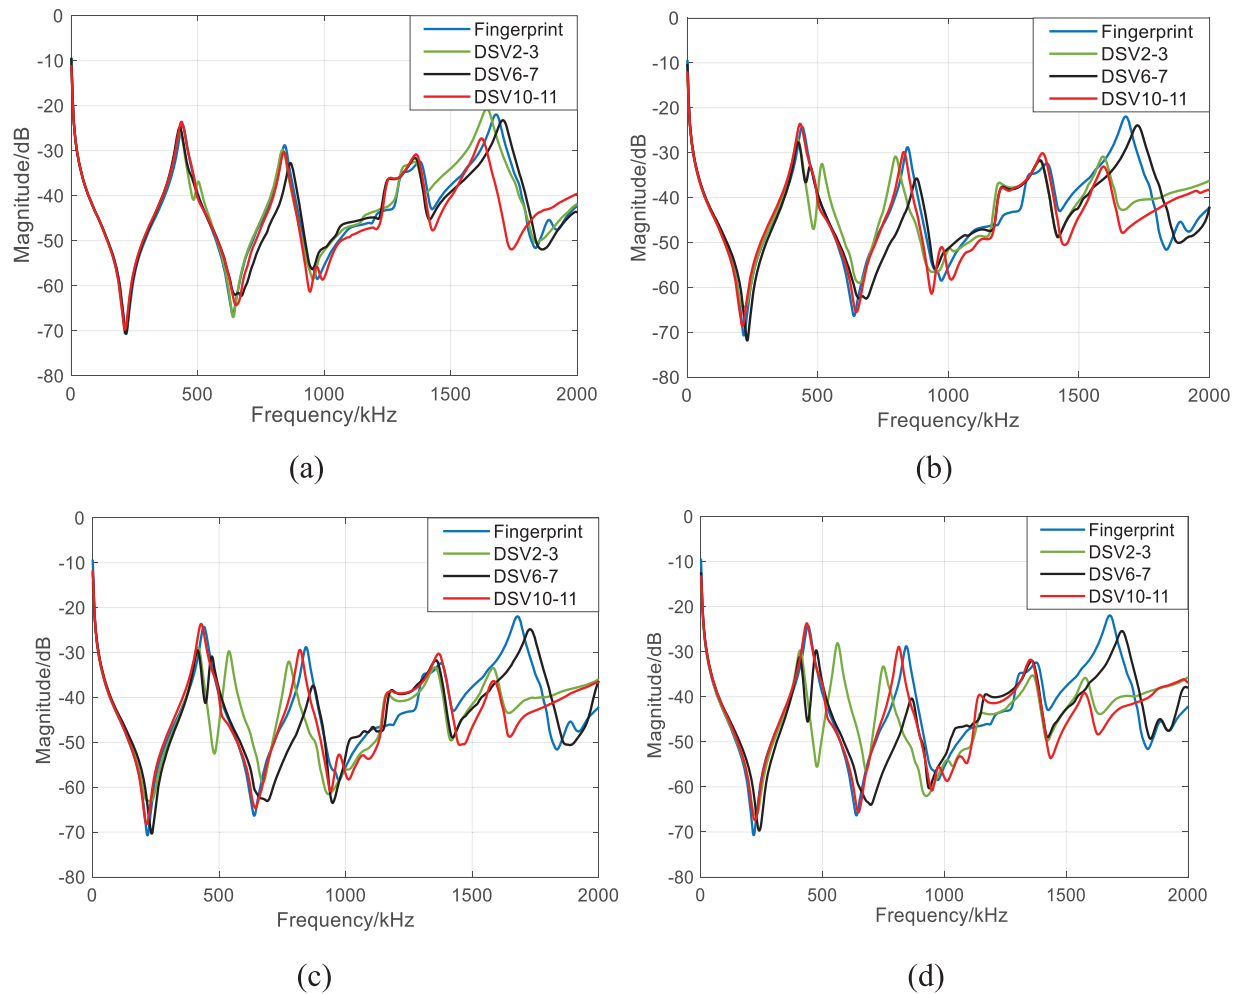 0
-10
-20
-30
-40
-50
-60
-70
-80
Magnitude/dB
0 500 1000 1500 2000
Frequency/kHz
Fingerprint
DSV2-3
DSV6-7
DSV10-11
(a)
0
-10
-20
-30
-40
-50
-60
-70
-80
Magnitude/dB
0 500 1000 1500 2000
Frequency/kHz
Fingerprint
DSV2-3
DSV6-7
DSV10-11
(b)
0
-10
-20
-30
-40
-50
-60
-70
-80
Magnitude/dB
0 500 1000 1500 2000
Frequency/kHz
Fingerprint
DSV2-3
DSV6-7
DSV10-11
(c)
0
-10
-20
-30
-40
-50
-60
-70
-80
Magnitude/dB
0 500 1000 1500 2000
Frequency/kHz
Fingerprint
DSV2-3
DSV6-7
DSV10-11
(d)